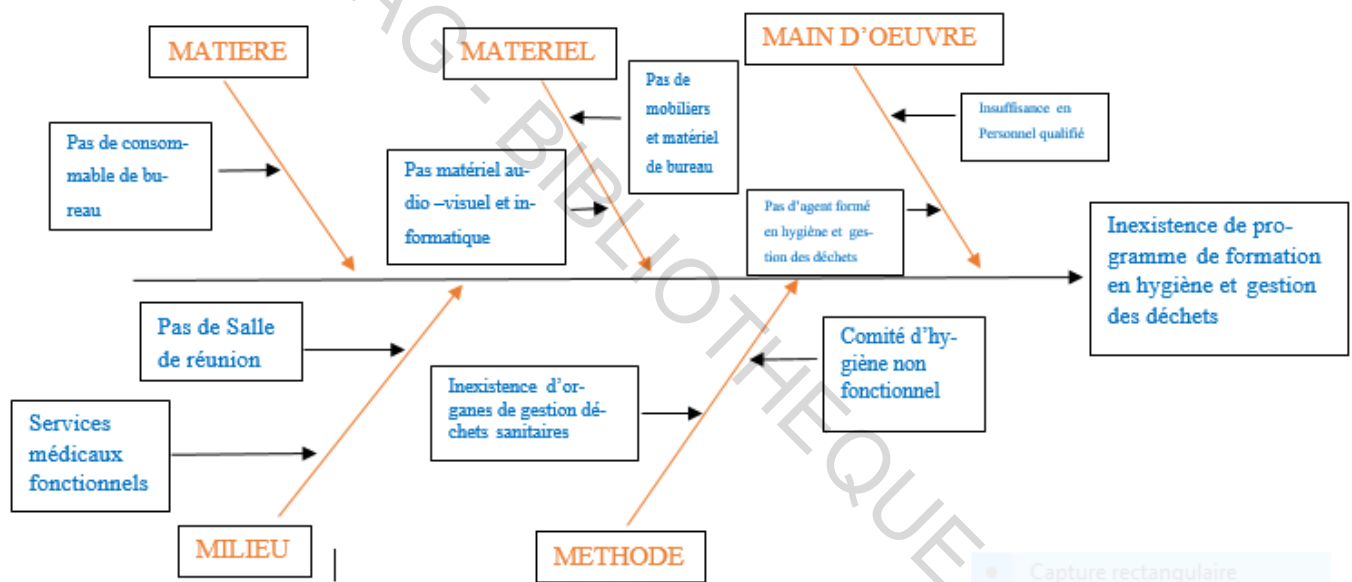 MATIERE
MATERIEL
MAIN D’OEUVRE
Pas de consom-
mable de bu-
reau
Pas matériel au-
dio –visuel et in-
formatique
Pas de
mobiliers
et matériel
de bureau
Insuffisance en
Personnel qualifié
Pas d’agent formé
en hygiène et ges-
tion des déchets
Inexistence de pro-
gramme de formation
en hygiène et gestion
des déchets
Pas de Salle
de réunion
Services
médicaux
fonctionnels
Inexistence d’or-
ganes de gestion dé-
chets sanitaires
Comité d’hy-
giène non
fonctionnel
MILIEU
METHODE
AG - BIBLIOTHEQUE
Capture rectangulaire